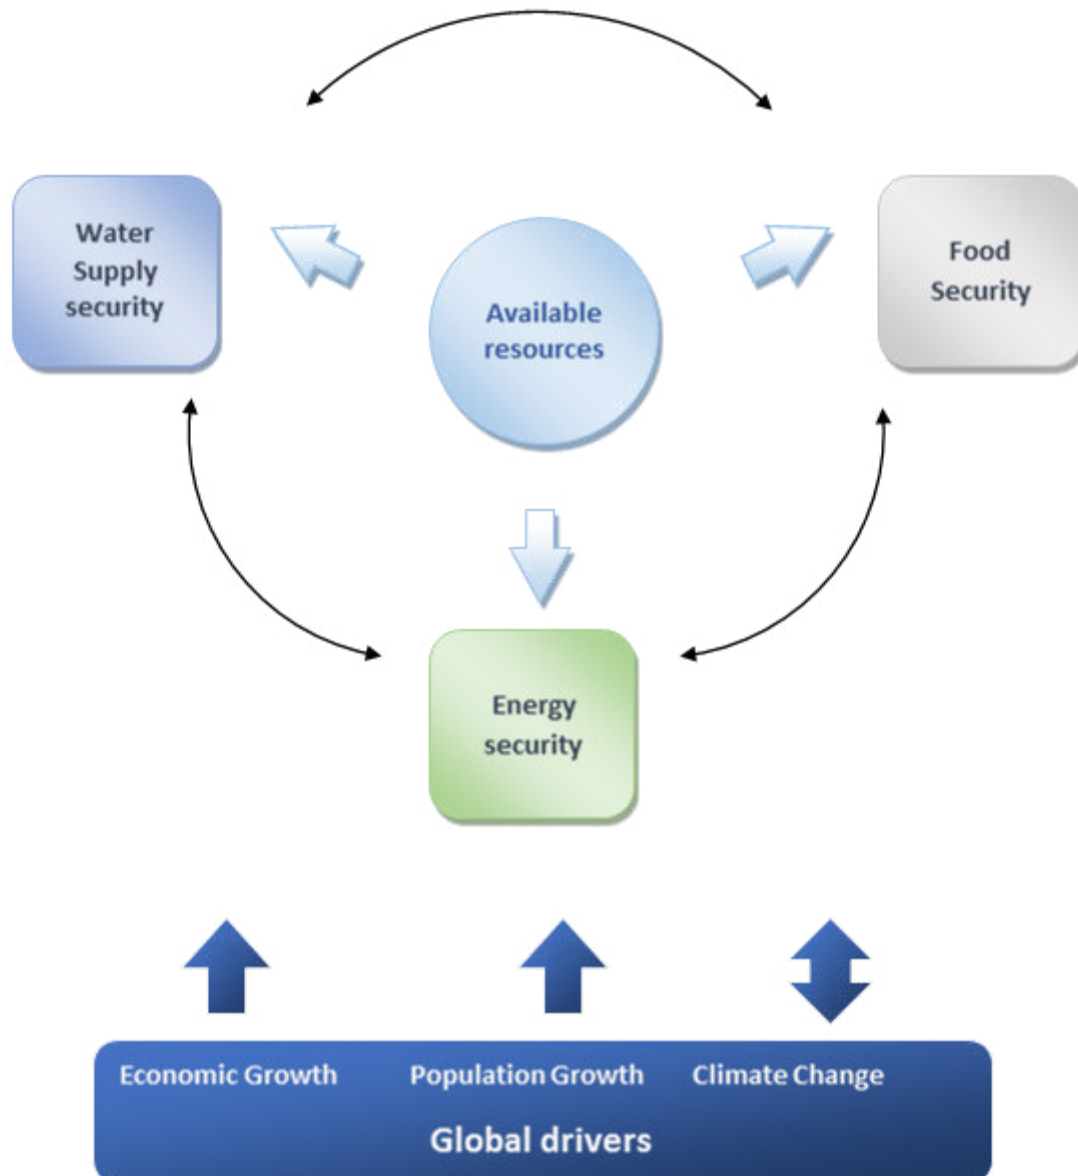 Water
Supply
security
Available
resources
Food
Security
Energy
security
Economic Growth
Population Growth
Climate Change
Global drivers